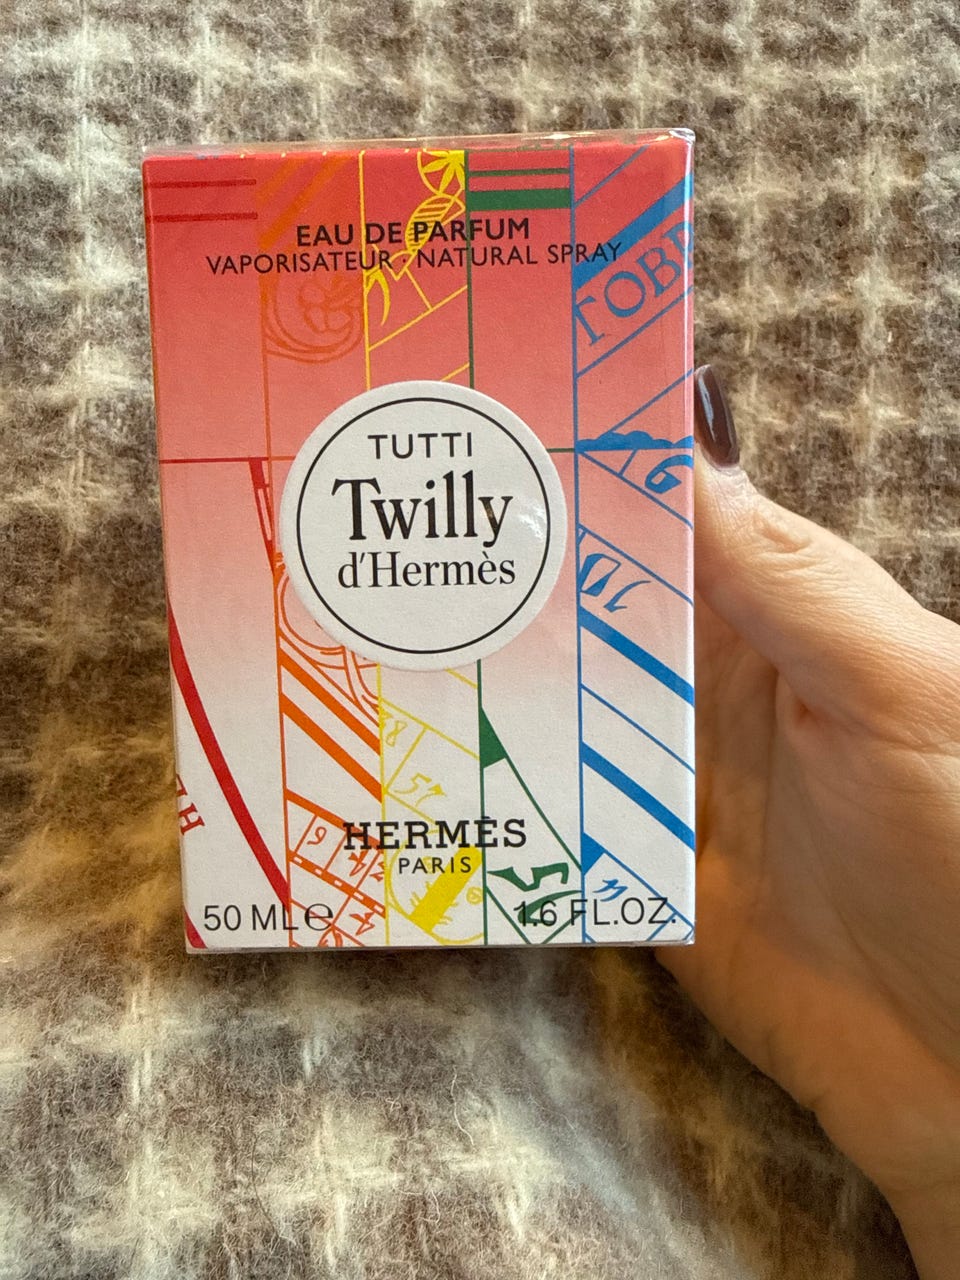 EAU DE PARFUM
VAPORISATEUR · NATURAL SPRAY
TUTTI
Twilly
d'Hermès
HERMÈS
PARIS
50 ML ℮ 1.6 FL.OZ.